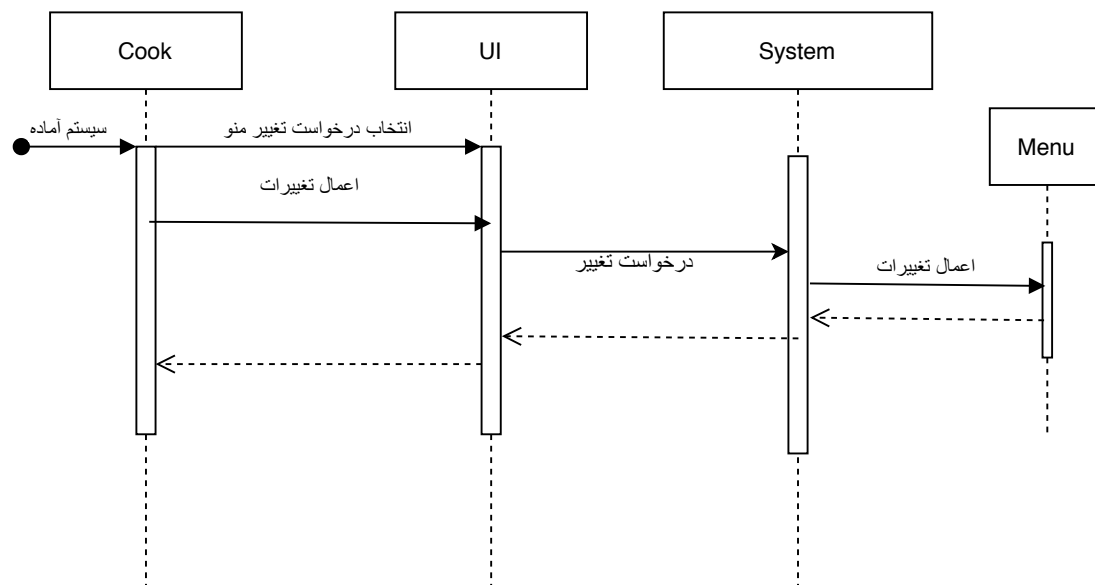 Cook
UI
System
Menu
سیستم آماده
انتخاب درخواست تغییر منو
اعمال تغییرات
درخواست تغییر
اعمال تغییرات